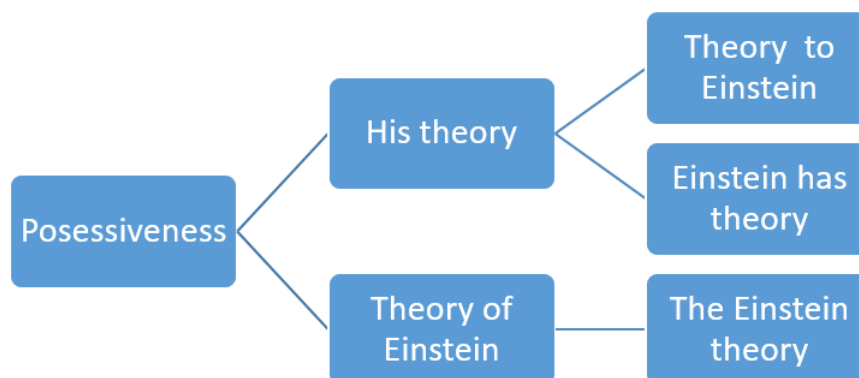 Posessiveness
His theory
Theory of
Einstein
Theory to
Einstein
Einstein has
theory
The Einstein
theory